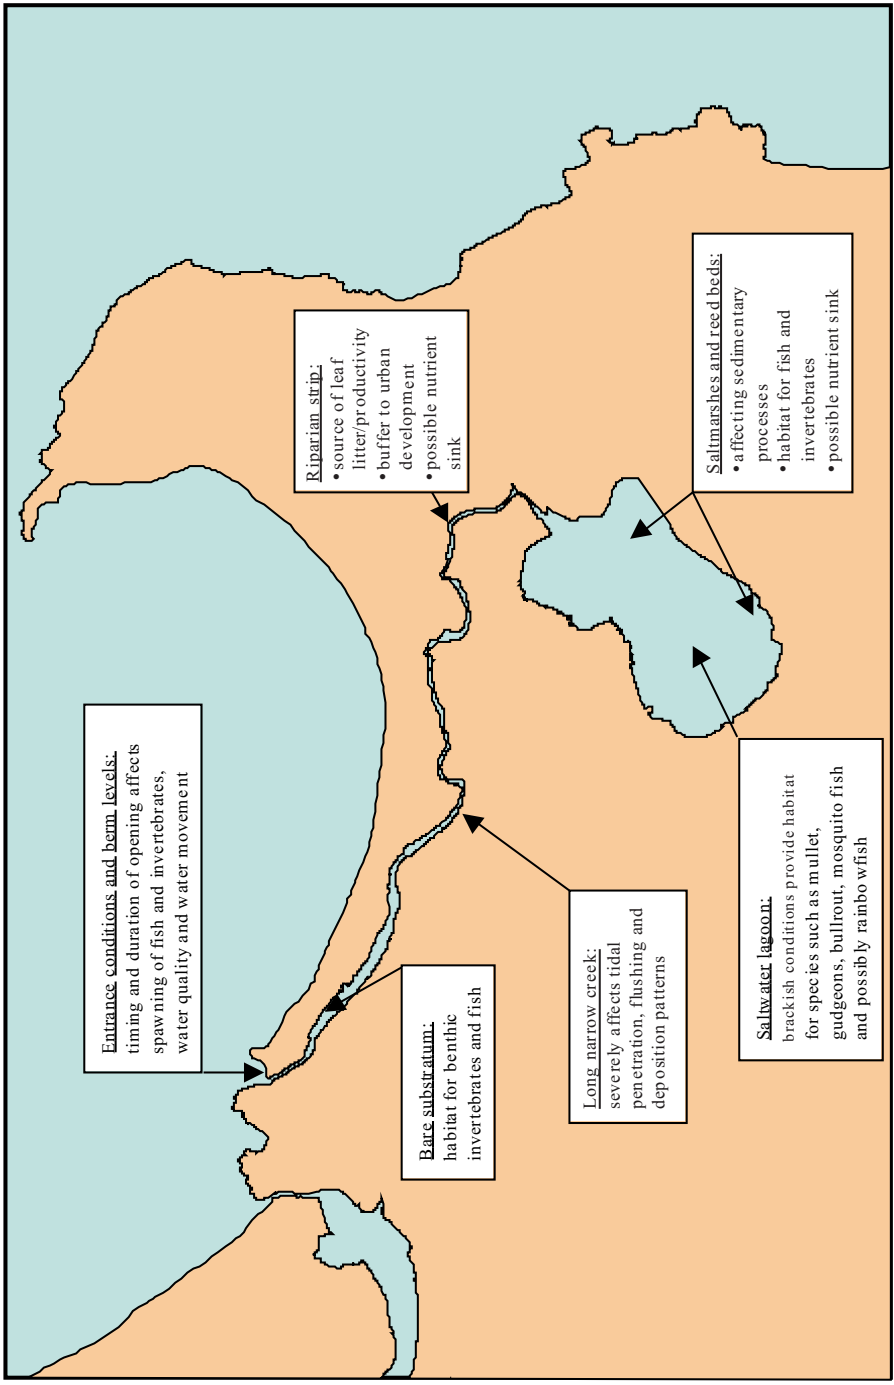 Entrance conditions and berm levels:
timing and duration of opening affects
spawning of fish and invertebrates,
water quality and water movement
Riparian strip:
• source of leaf
litter/productivity
• buffer to urban
development
• possible nutrient
sink
Bare substratum:
habitat for benthic
invertebrates and fish
Long narrow creek:
severely affects tidal
penetration, flushing and
deposition patterns
Saltmarshes and reed beds:
• affecting sedimentary
processes
• habitat for fish and
invertebrates
• possible nutrient sink
Saltwater lagoon:
brackish conditions provide habitat
for species such as mullet,
gudgeons, bullrout, mosquito fish
and possibly rainbowfish